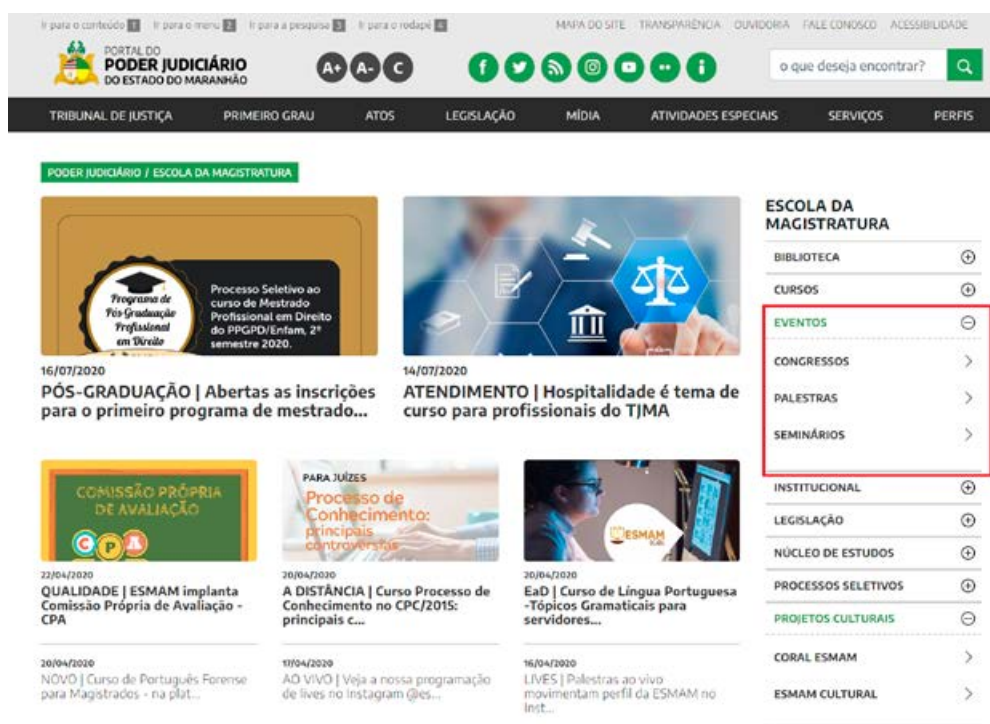 Ir para o conteúdo 1 Ir para o menu 2 Ir para a pesquisa 3 Ir para o rodapé 4 MAPA DO SITE TRANSPARÊNCIA OUVIDORIA FALE CONOSCO ACESSIBILIDADE
PORTAL DO
PODER JUDICIÁRIO
DO ESTADO DO MARANHÃO
A+ A- C
o que deseja encontrar?
TRIBUNAL DE JUSTIÇA PRIMEIRO GRAU ATOS LEGISLAÇÃO MÍDIA ATIVIDADES ESPECIAIS SERVIÇOS PERFIS
PODER JUDICIÁRIO / ESCOLA DA MAGISTRATURA
Programa de
Pós-Graduação
Profissional
em Direito
Processo Seletivo ao
curso de Mestrado
Profissional em Direito
do PPGPD/Enfam, 2º
semestre 2020.
16/07/2020
PÓS-GRADUAÇÃO | Abertas as inscrições
para o primeiro programa de mestrado...
14/07/2020
ATENDIMENTO | Hospitalidade é tema de
curso para profissionais do TJMA
COMISSÃO PRÓPRIA
DE AVALIAÇÃO
C P A
22/04/2020
QUALIDADE | ESMAM implanta
Comissão Própria de Avaliação -
CPA
PARA JUÍZES
Processo de
Conhecimento:
principais
controvérsias
20/04/2020
A DISTÂNCIA | Curso Processo de
Conhecimento no CPC/2015:
principais c...
ESMAM
20/04/2020
EaD | Curso de Língua Portuguesa
-Tópicos Gramaticais para
servidores...
20/04/2020
NOVO | Curso de Português Forense
para Magistrados - na plat...
17/04/2020
AO VIVO | Veja a nossa programação
de lives no Instagram @es...
16/04/2020
LIVES | Palestras ao vivo
movimentam perfil da ESMAM no
Inst...
ESCOLA DA
MAGISTRATURA
BIBLIOTECA
CURSOS
EVENTOS
CONGRESSOS
PALESTRAS
SEMINÁRIOS
INSTITUCIONAL
LEGISLAÇÃO
NÚCLEO DE ESTUDOS
PROCESSOS SELETIVOS
PROJETOS CULTURAIS
CORAL ESMAM
ESMAM CULTURAL